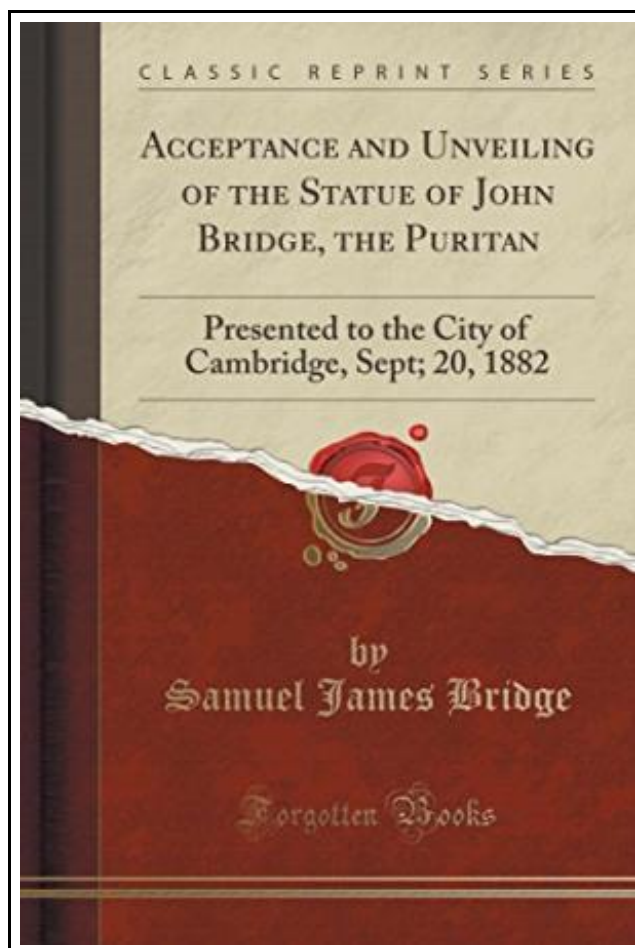 CLASSIC REPRINT SERIES
ACCEPTANCE AND UNVEILING
OF THE STATUE OF JOHN
BRIDGE, THE PURITAN
Presented to the City of
Cambridge, Sept; 20, 1882
F
by
Samuel James Bridge
Forgotten Books